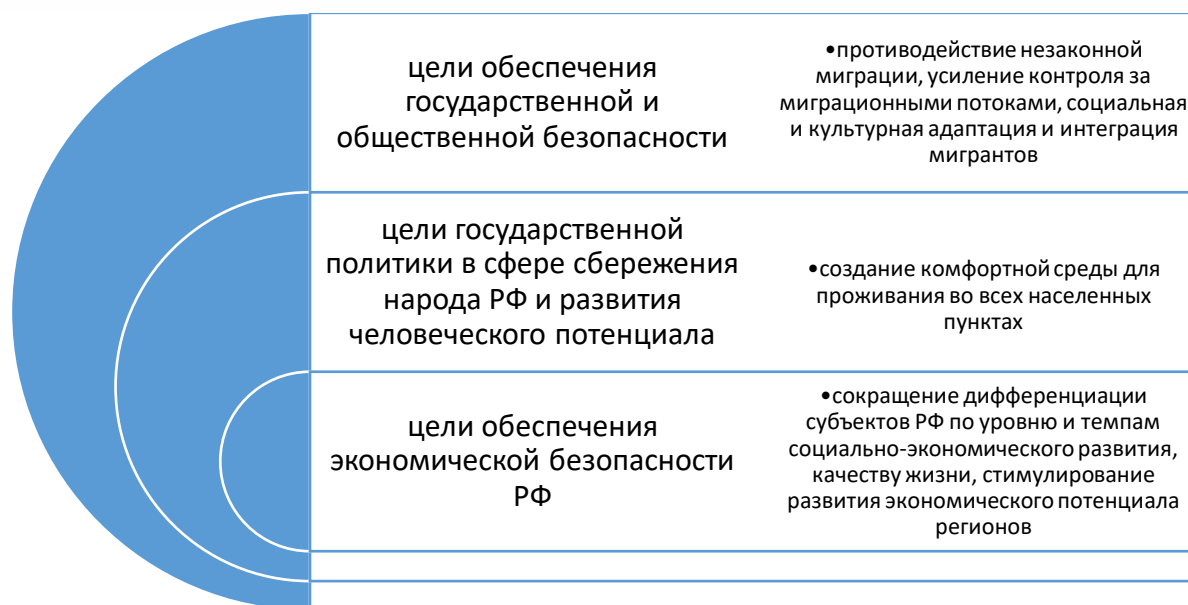 цели обеспечения
государственной и
общественной безопасности
•противодействие незаконной
миграции, усиление контроля за
миграционными потоками, социальная
и культурная адаптация и интеграция
мигрантов
цели государственной
политики в сфере сбережения
народа РФ и развития
человеческого потенциала
•создание комфортной среды для
проживания во всех населенных
пунктах
цели обеспечения
экономической безопасности
РФ
•сокращение дифференциации
субъектов РФ по уровню и темпам
социально-экономического развития,
качеству жизни, стимулирование
развития экономического потенциала
регионов